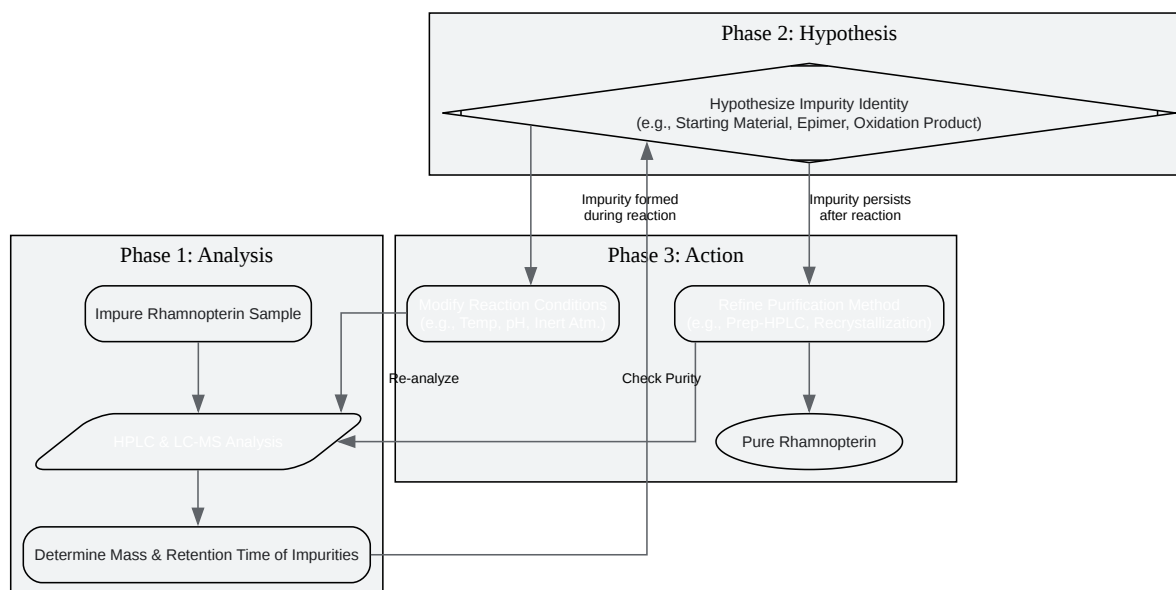 Phase 2: Hypothesis
Hypothesize Impurity Identity
(e.g., Starting Material, Epimer, Oxidation Product)
Impurity formed
during reaction
Impurity persists
after reaction
Phase 1: Analysis
Phase 3: Action
Impure Rhamnopterin Sample
Modify Reaction Conditions
(e.g., Temp, pH, Inert Atm.)
Refine Purification Method
(e.g., Prep-HPLC, Recrystallization)
Re-analyze
Check Purity
HPLC & LC-MS Analysis
Pure Rhamnopterin
Determine Mass & Retention Time of Impurities